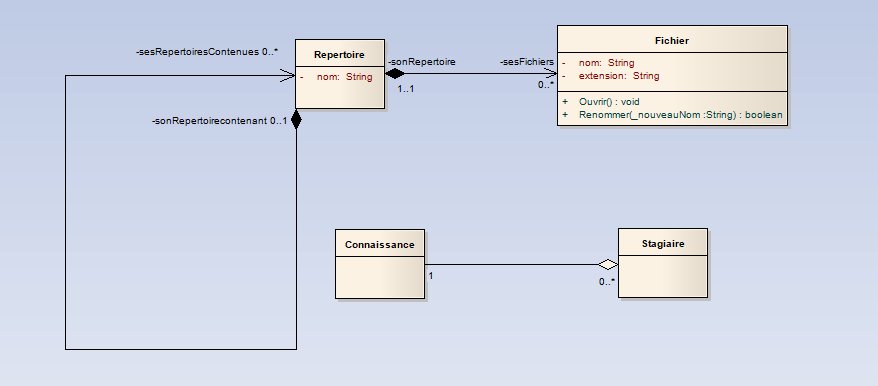 -sesRepertoiresContenues 0..*
Repertoire
- nom: String
-sonRepertoire
1..1
-sesFichiers
0..*
Fichier
- nom: String
- extension: String
+ Ouvrir() : void
+ Renommer(_nouveauNom :String) : boolean
-sonRepertoirecontenant 0..1
Connaissance
1
Stagiaire
0..*